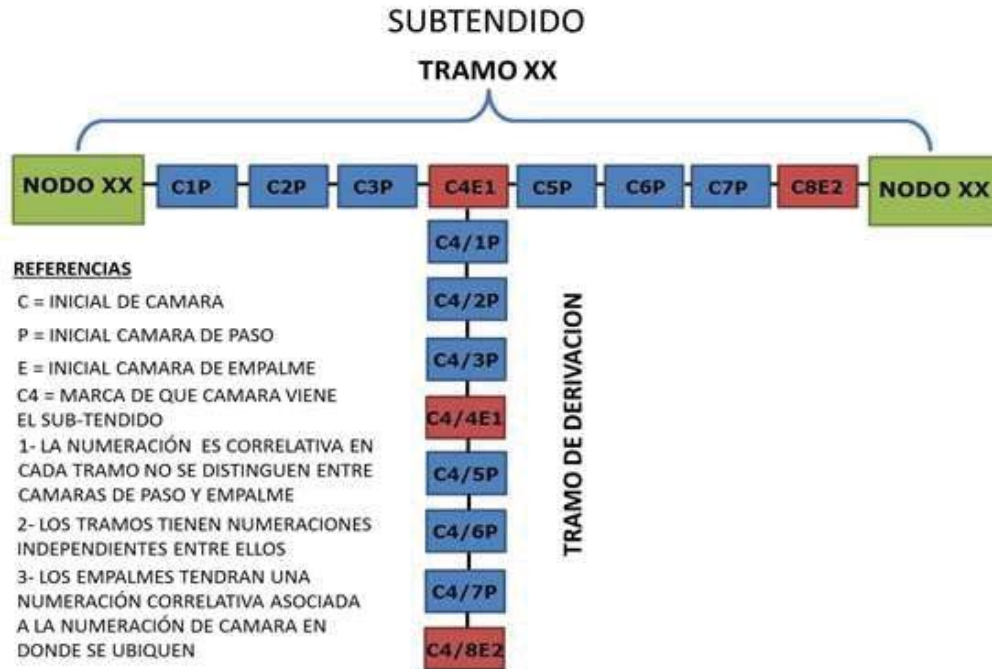 SUBTENDIDO
TRAMO XX
NODO XX C1P C2P C3P C4E1 C5P C6P C7P C8E2 NODO XX
C4/1P
C4/2P
C4/3P
C4/4E1
C4/5P
C4/6P
C4/7P
C4/8E2
TRAMO DE DERIVACION
REFERENCIAS
C = INICIAL DE CAMARA
P = INICIAL CAMARA DE PASO
E = INICIAL CAMARA DE EMPALME
C4 = MARCA DE QUE CAMARA VIENE
EL SUB-TENDIDO
1- LA NUMERACIÓN ES CORRELATIVA EN
CADA TRAMO NO SE DISTINGUEN ENTRE
CAMARAS DE PASO Y EMPALME
2- LOS TRAMOS TIENEN NUMERACIONES
INDEPENDIENTES ENTRE ELLOS
3- LOS EMPALMES TENDRAN UNA
NUMERACIÓN CORRELATIVA ASOCIADA
A LA NUMERACIÓN DE CAMARA EN
DONDE SE UBIQUEN